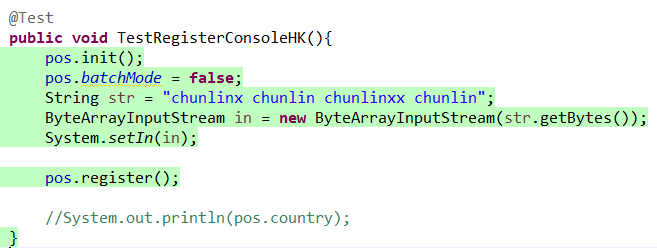 @Test
public void TestRegisterConsoleHK(){
pos.init();
pos.batchMode = false;
String str = "chunlinx chunlin chunlinxx chunlin";
ByteArrayInputStream in = new ByteArrayInputStream(str.getBytes());
System.setIn(in);
pos.register();
//System.out.println(pos.country);
}